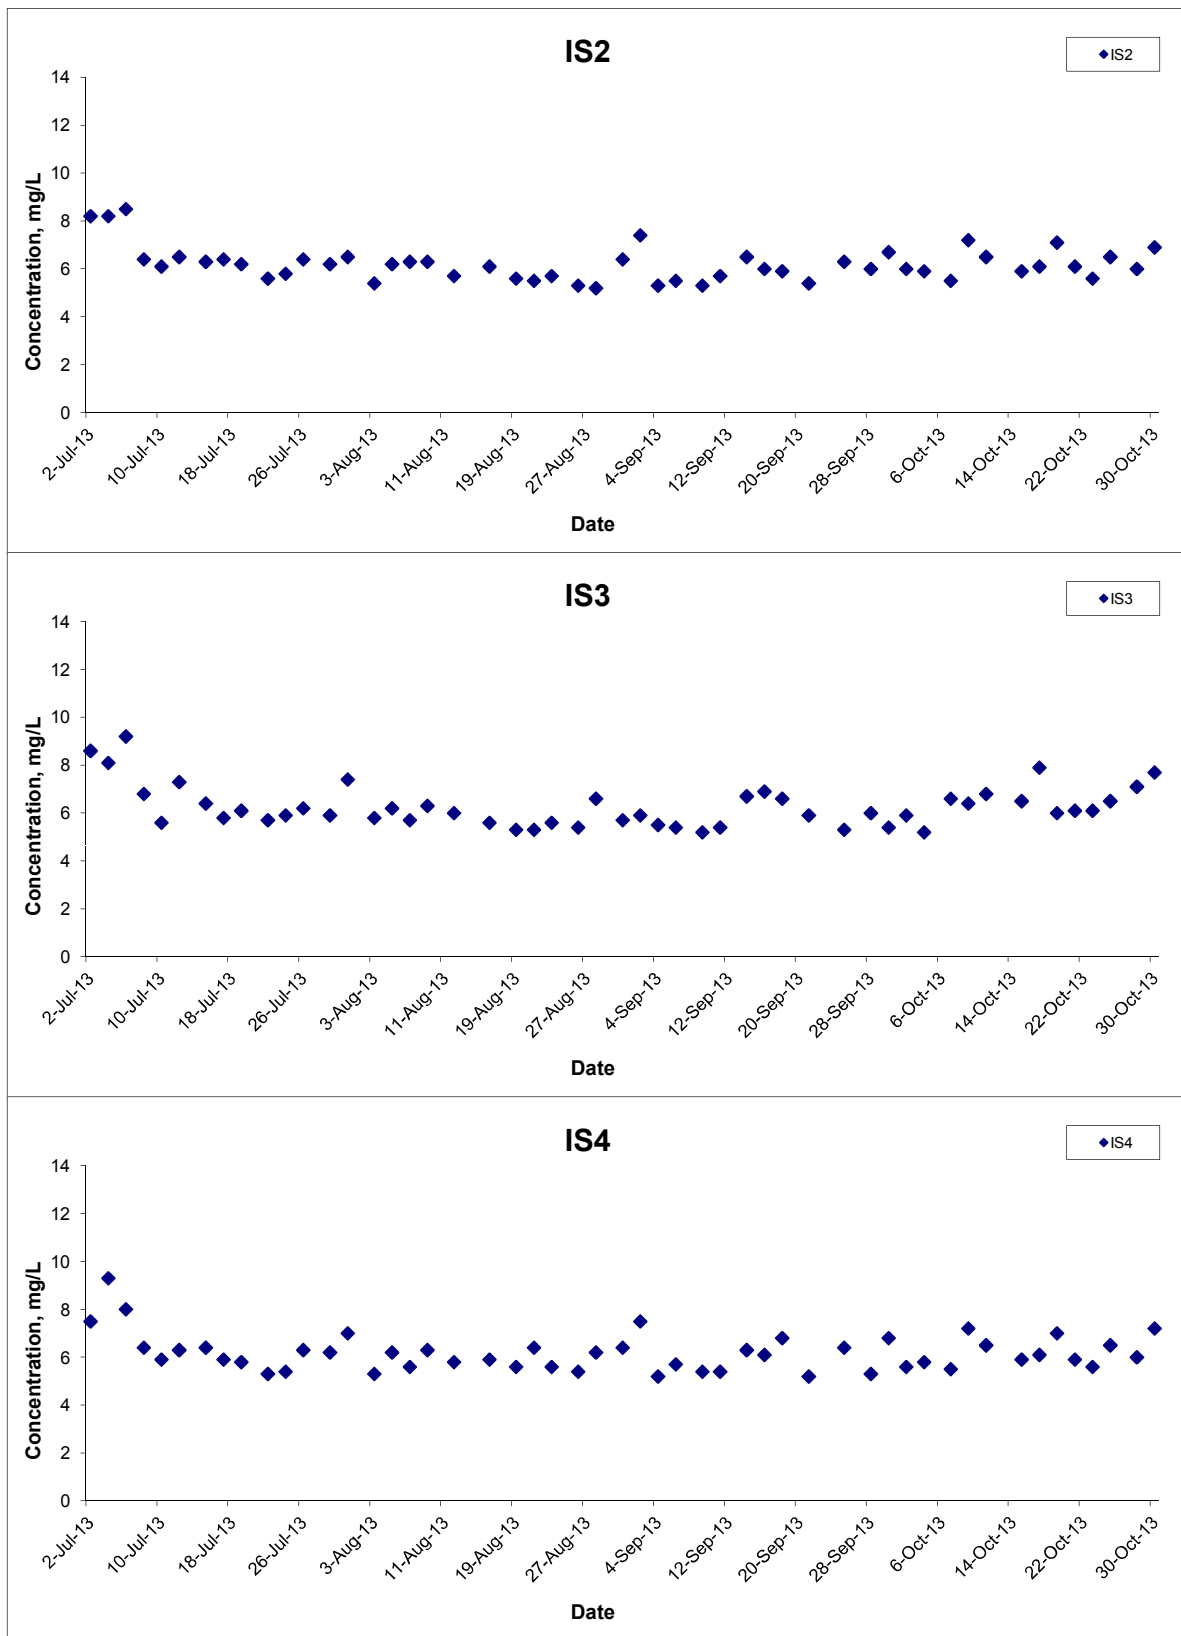 IS2
IS2
Concentration, mg/L
14
12
10
8
6
4
2
0
2-Jul-13
10-Jul-13
18-Jul-13
26-Jul-13
3-Aug-13
11-Aug-13
19-Aug-13
27-Aug-13
4-Sep-13
12-Sep-13
20-Sep-13
28-Sep-13
6-Oct-13
14-Oct-13
22-Oct-13
30-Oct-13
Date
IS3
IS3
Concentration, mg/L
14
12
10
8
6
4
2
0
2-Jul-13
10-Jul-13
18-Jul-13
26-Jul-13
3-Aug-13
11-Aug-13
19-Aug-13
27-Aug-13
4-Sep-13
12-Sep-13
20-Sep-13
28-Sep-13
6-Oct-13
14-Oct-13
22-Oct-13
30-Oct-13
Date
IS4
IS4
Concentration, mg/L
14
12
10
8
6
4
2
0
2-Jul-13
10-Jul-13
18-Jul-13
26-Jul-13
3-Aug-13
11-Aug-13
19-Aug-13
27-Aug-13
4-Sep-13
12-Sep-13
20-Sep-13
28-Sep-13
6-Oct-13
14-Oct-13
22-Oct-13
30-Oct-13
Date